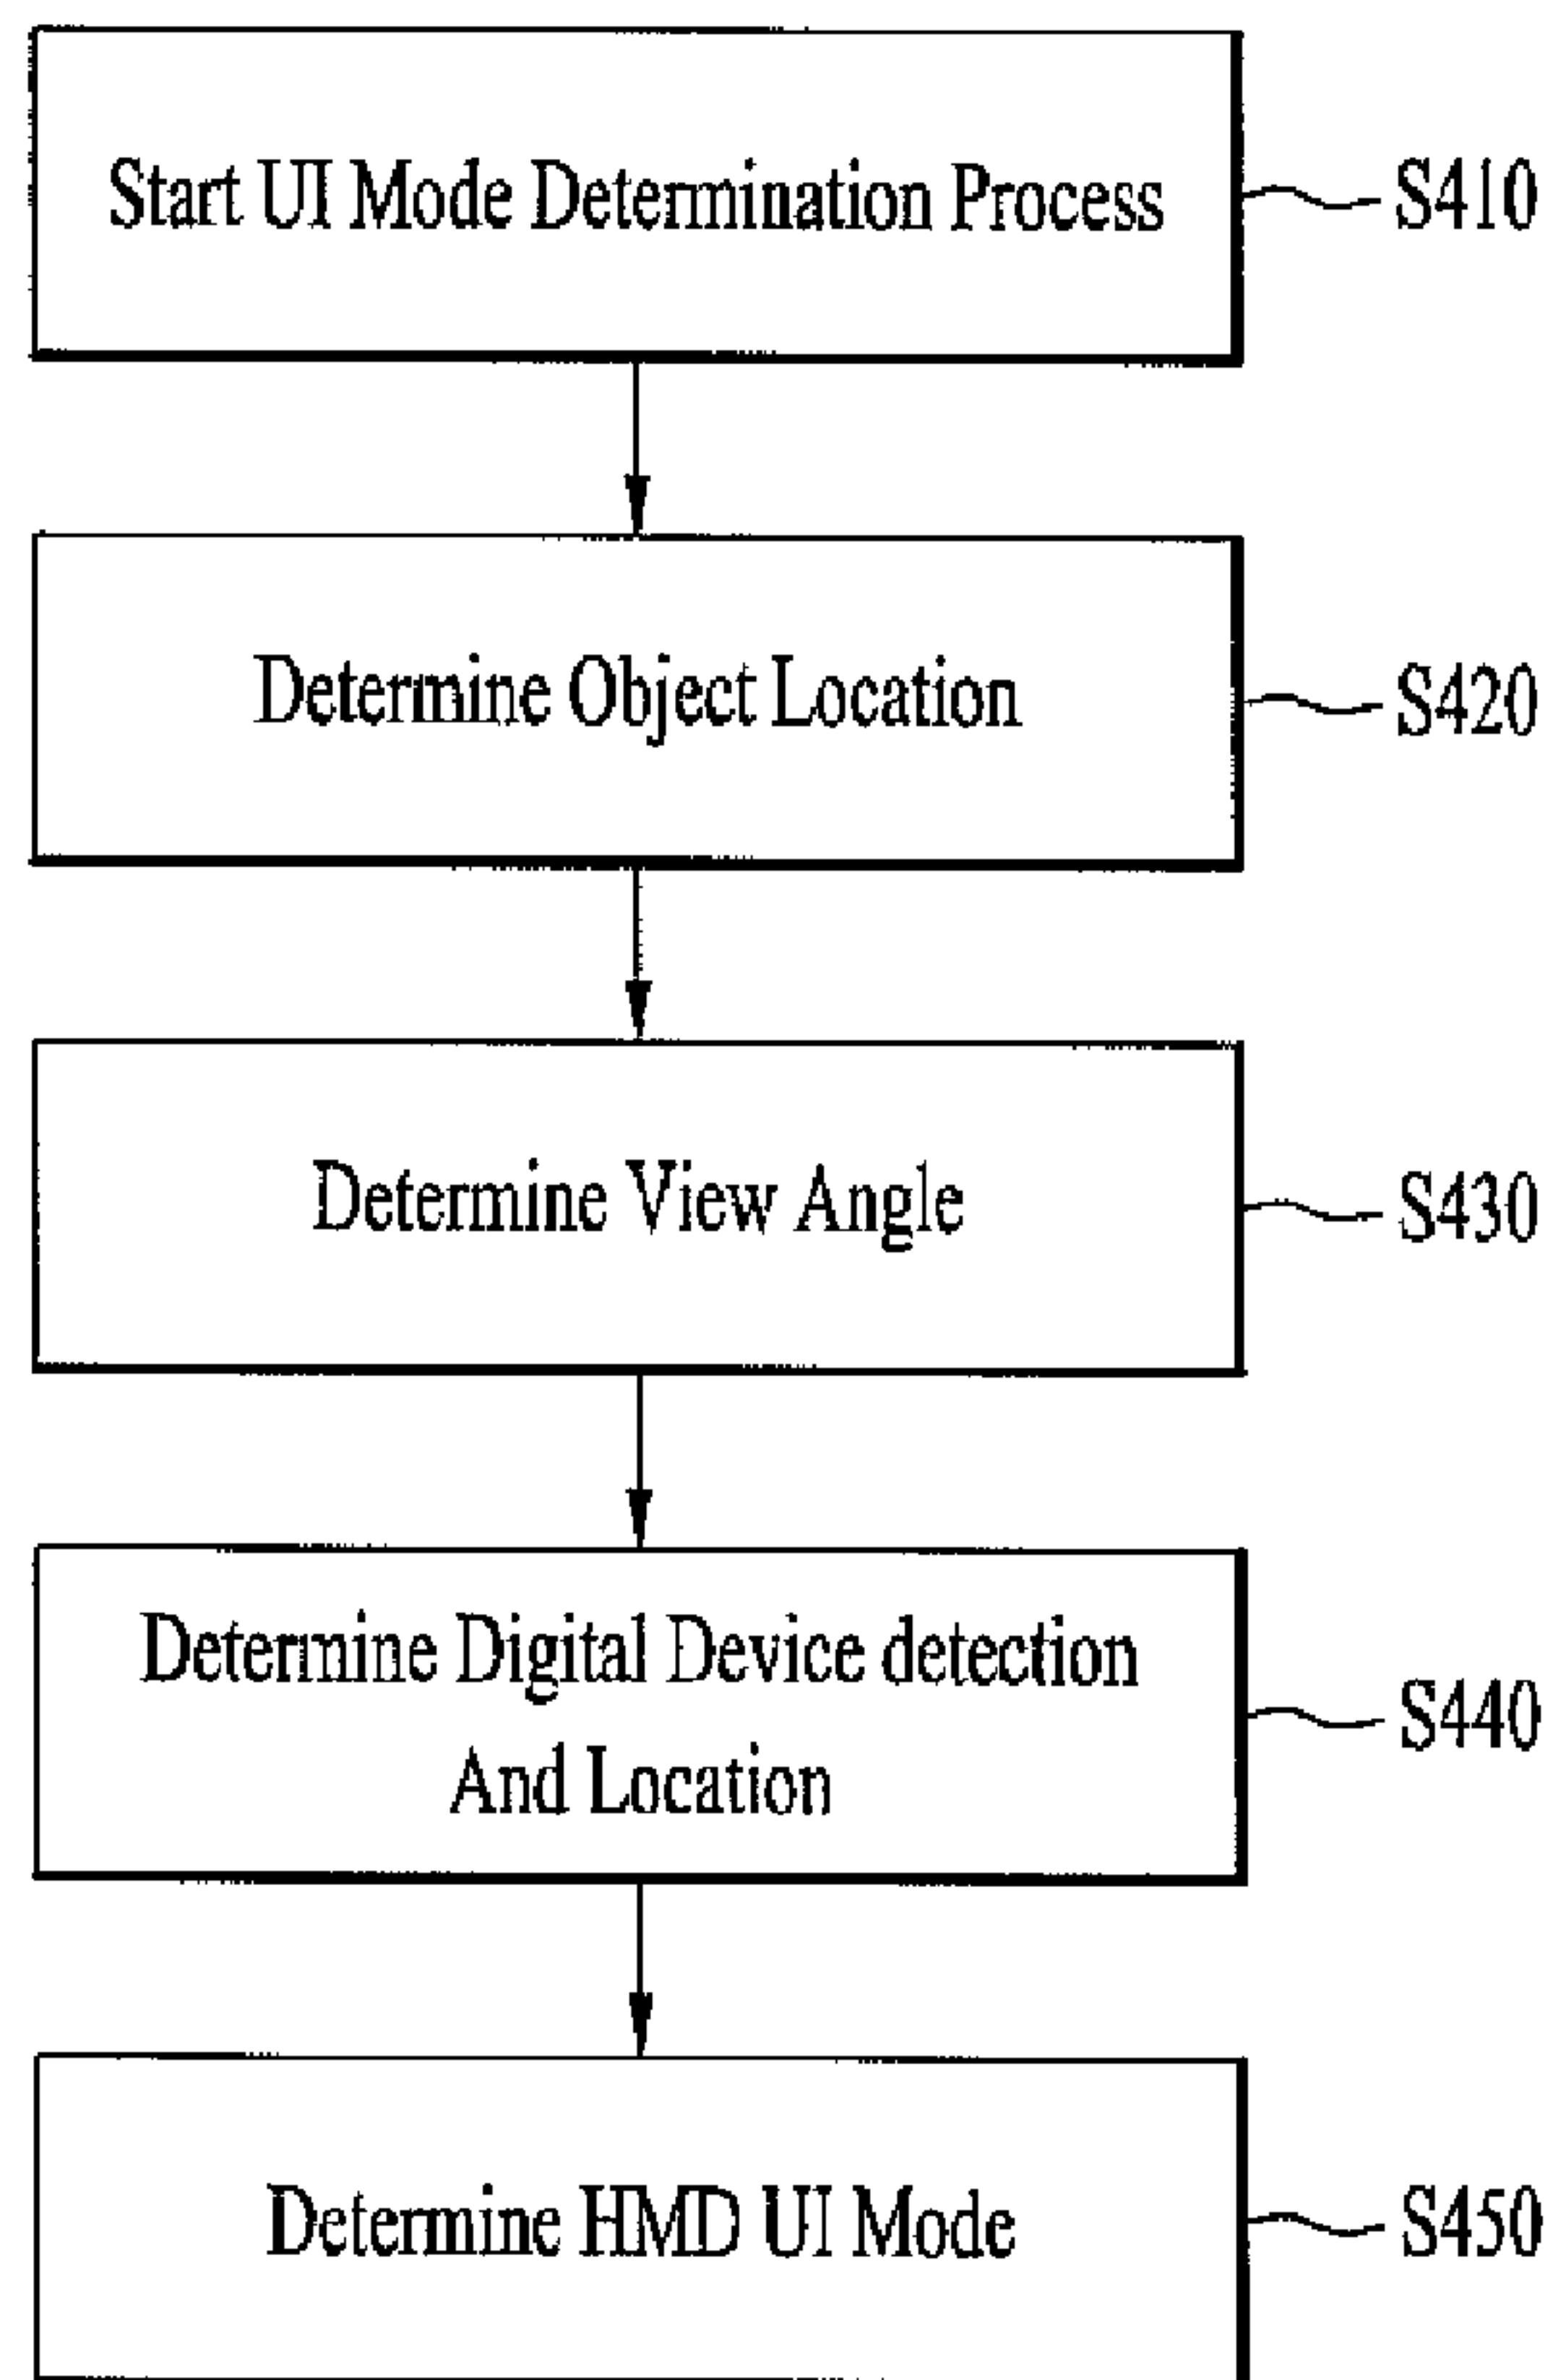 Start UI Mode Determination Process
S410
Determine Object Location
S420
Determine View Angle
S430
Determine Digital Device detection
And Location
S440
Determine HMD UI Mode
S450